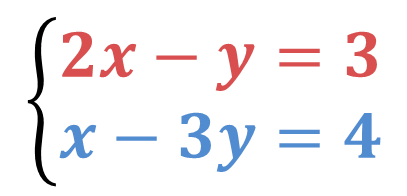 2x − y = 3
x − 3y = 4